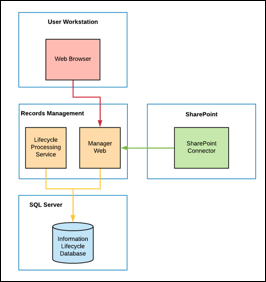 User Workstation
Web Browser
Records Management
SharePoint
Lifecycle
Processing
Service
Manager
Web
SharePoint
Connector
SQL Server
Information
Lifecycle
Database